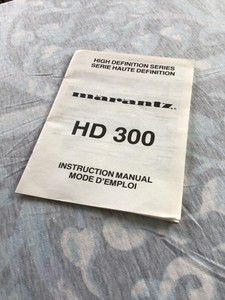 HIGH DEFINITION SERIES
SERIE HAUTE DEFINITION
marantz
HD 300
INSTRUCTION MANUAL
MODE D'EMPLOI